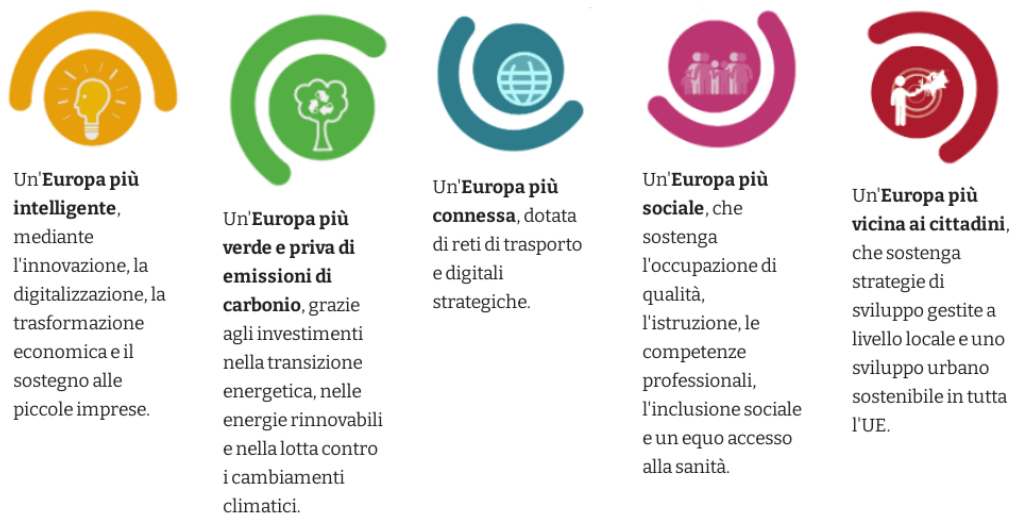 Un'Europa più
intelligente,
mediante
l'innovazione, la
digitalizzazione, la
trasformazione
economica e il
sostegno alle
piccole imprese.
Un'Europa più
verde e priva di
emissioni di
carbonio, grazie
agli investimenti
nella transizione
energetica, nelle
energie rinnovabili
e nella lotta contro
i cambiamenti
climatici.
Un'Europa più
connessa, dotata
di reti di trasporto
e digitali
strategiche.
Un'Europa più
sociale, che
sostenga
l'occupazione di
qualità,
l'istruzione, le
competenze
professionali,
l'inclusione sociale
e un equo accesso
alla sanità.
Un'Europa più
vicina ai cittadini,
che sostenga
strategie di
sviluppo gestite a
livello locale e uno
sviluppo urbano
sostenibile in tutta
l'UE.